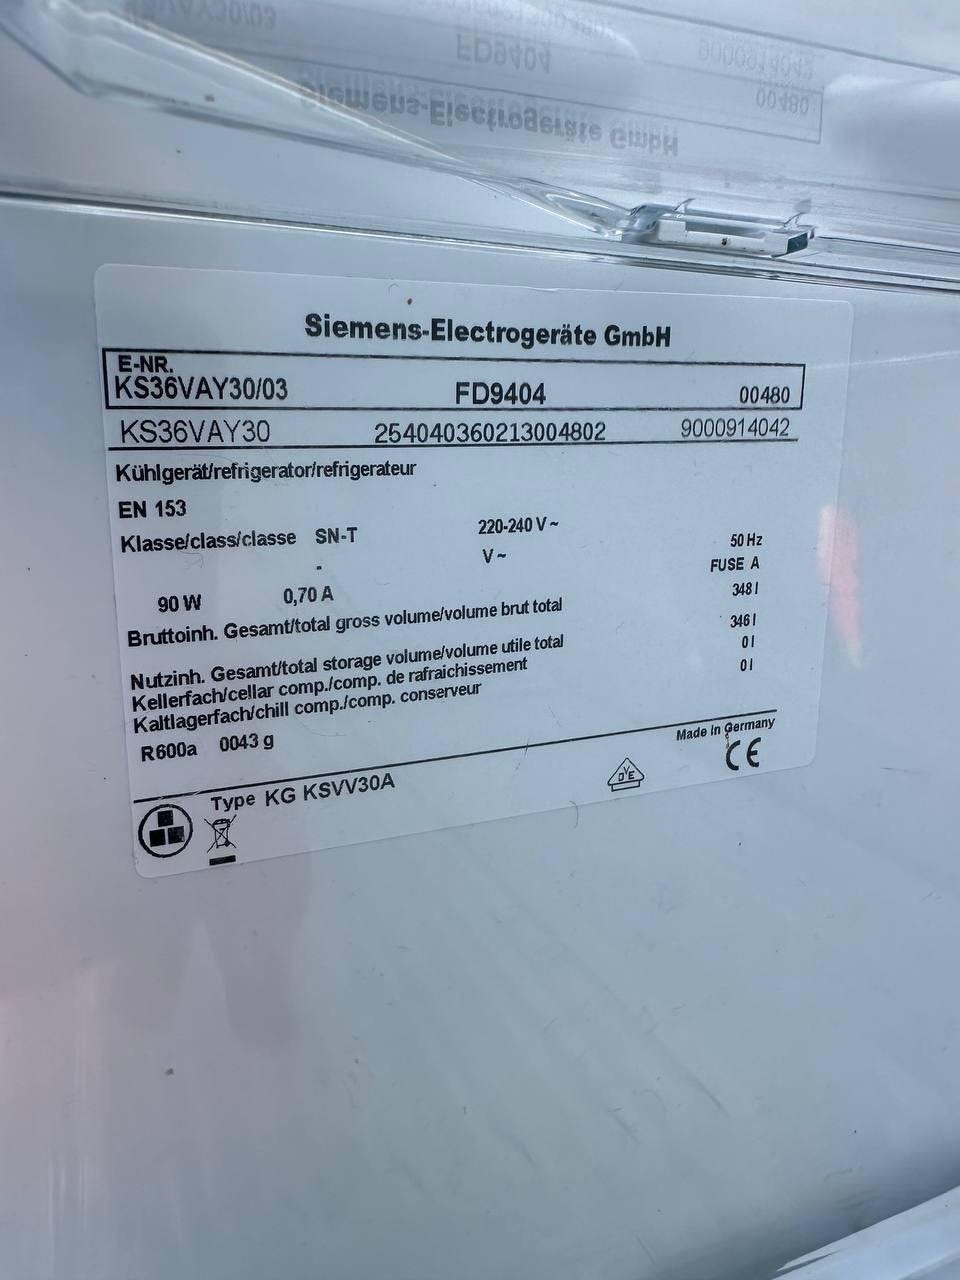 Siemens-Electrogeräte GmbH
E-NR.
KS36VAY30/03 FD9404 00480
KS36VAY30 254040360213004802 9000914042
Kühlgerät/refrigerator/refrigerateur
EN 153
Klasse/class/classe SN-T 220-240 V ~ 50 Hz
- V ~ FUSE A
90 W 0,70 A
Bruttoinh. Gesamt/total gross volume/volume brut total 348 l
Nutzinh. Gesamt/total storage volume/volume utile total 346 l
Kellerfach/cellar comp./comp. de rafraichissement 0 l
Kaltlagerfach/chill comp./comp. conserveur 0 l
R600a 0043 g
Made in Germany
CE
Type KG KSVV30A
DVE